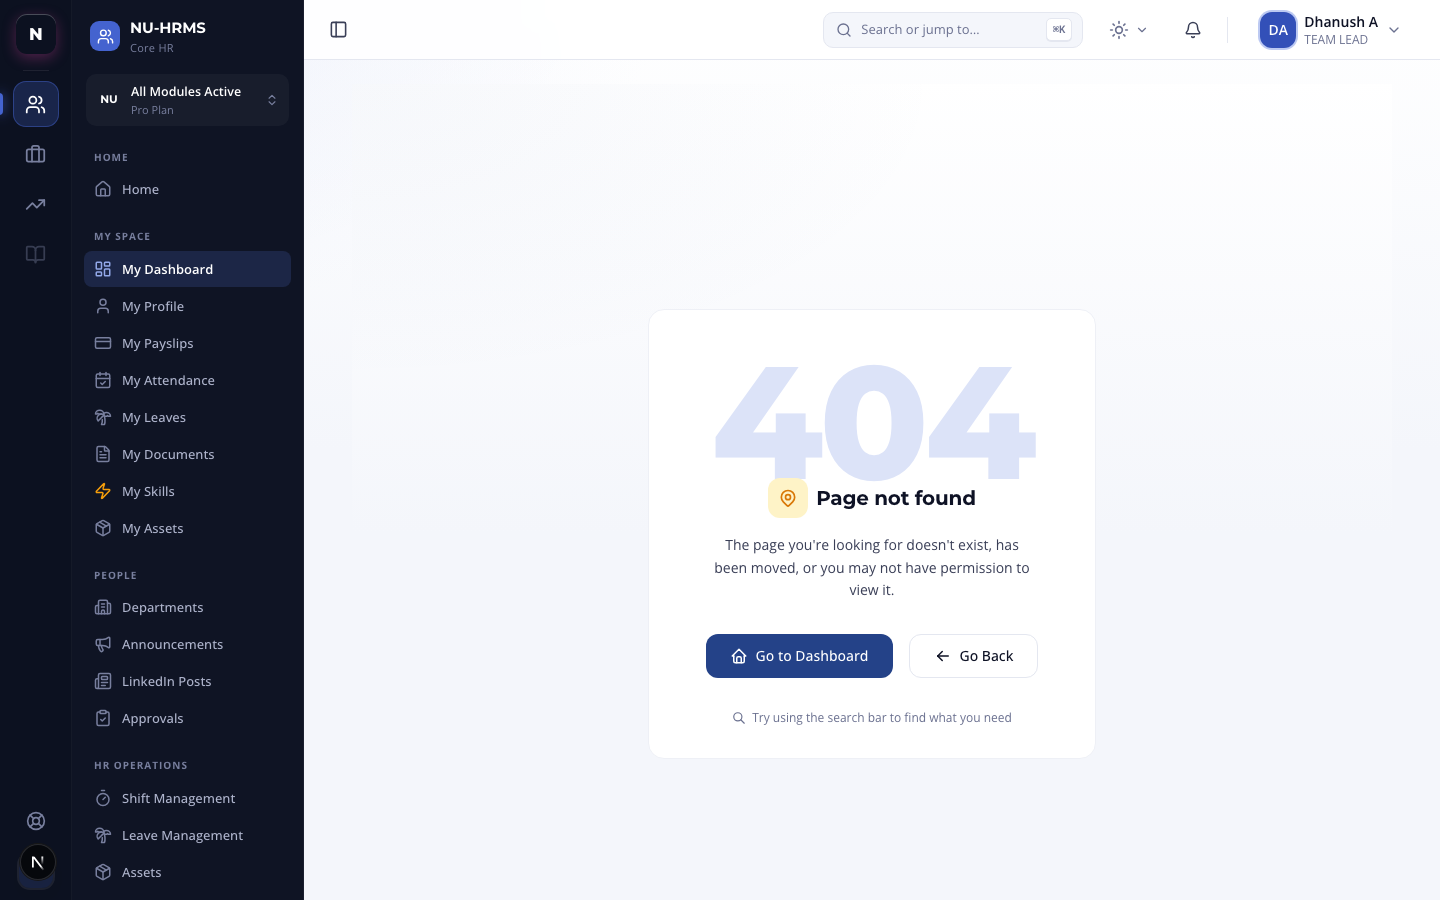 N
NU-HRMS
Core HR
NU
All Modules Active
Pro Plan
HOME
Home
MY SPACE
My Dashboard
My Profile
My Payslips
My Attendance
My Leaves
My Documents
My Skills
My Assets
PEOPLE
Departments
Announcements
LinkedIn Posts
Approvals
HR OPERATIONS
Shift Management
Leave Management
Assets
N
Search or jump to...
⌘K
DA
Dhanush A
TEAM LEAD
404
Page not found
The page you're looking for doesn't exist, has
been moved, or you may not have permission to
view it.
Go to Dashboard
Go Back
Try using the search bar to find what you need